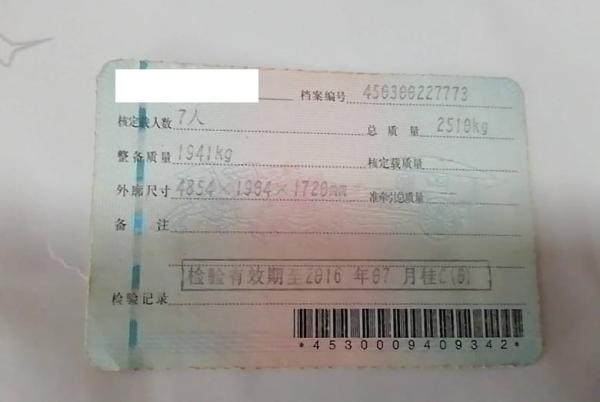 档案编号 450300227773
核定载人数 7人 总质量 2510kg
整备质量 1941kg 核定载质量
外廓尺寸 4854×1904×1720mm 准牵引总质量
备注
检验有效期至2016年07月桂C(0)
检验记录
*4530009409342*